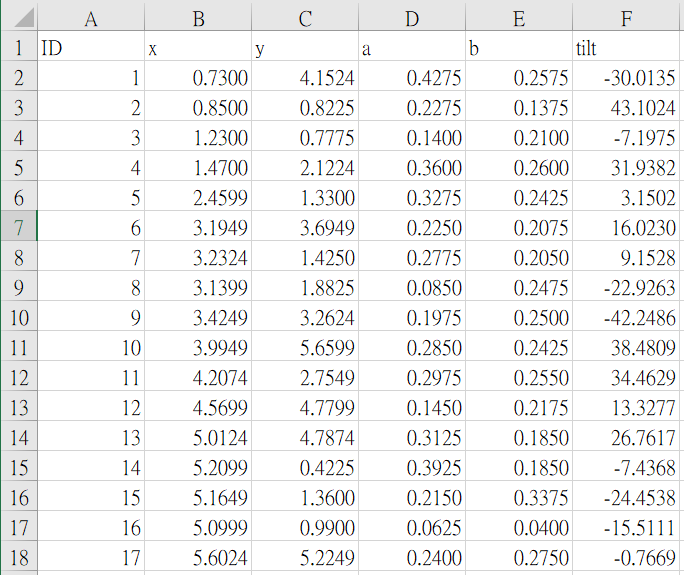 A B C D E F
1 ID x y a b tilt
2 1 0.7300 4.1524 0.4275 0.2575 -30.0135
3 2 0.8500 0.8225 0.2275 0.1375 43.1024
4 3 1.2300 0.7775 0.1400 0.2100 -7.1975
5 4 1.4700 2.1224 0.3600 0.2600 31.9382
6 5 2.4599 1.3300 0.3275 0.2425 3.1502
7 6 3.1949 3.6949 0.2250 0.2075 16.0230
8 7 3.2324 1.4250 0.2775 0.2050 9.1528
9 8 3.1399 1.8825 0.0850 0.2475 -22.9263
10 9 3.4249 3.2624 0.1975 0.2500 -42.2486
11 10 3.9949 5.6599 0.2850 0.2425 38.4809
12 11 4.2074 2.7549 0.2975 0.2550 34.4629
13 12 4.5699 4.7799 0.1450 0.2175 13.3277
14 13 5.0124 4.7874 0.3125 0.1850 26.7617
15 14 5.2099 0.4225 0.3925 0.1850 -7.4368
16 15 5.1649 1.3600 0.2150 0.3375 -24.4538
17 16 5.0999 0.9900 0.0625 0.0400 -15.5111
18 17 5.6024 5.2249 0.2400 0.2750 -0.7669